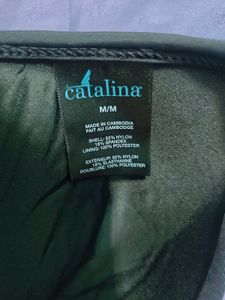 catalina
M/M
MADE IN CAMBODIA
FAIT AU CAMBODGE
SHELL: 82% NYLON
18% SPANDEX
LINING: 100% POLYESTER
EXTÉRIEUR: 82% NYLON
18% ÉLASTHANNE
DOUBLURE: 100% POLYESTER